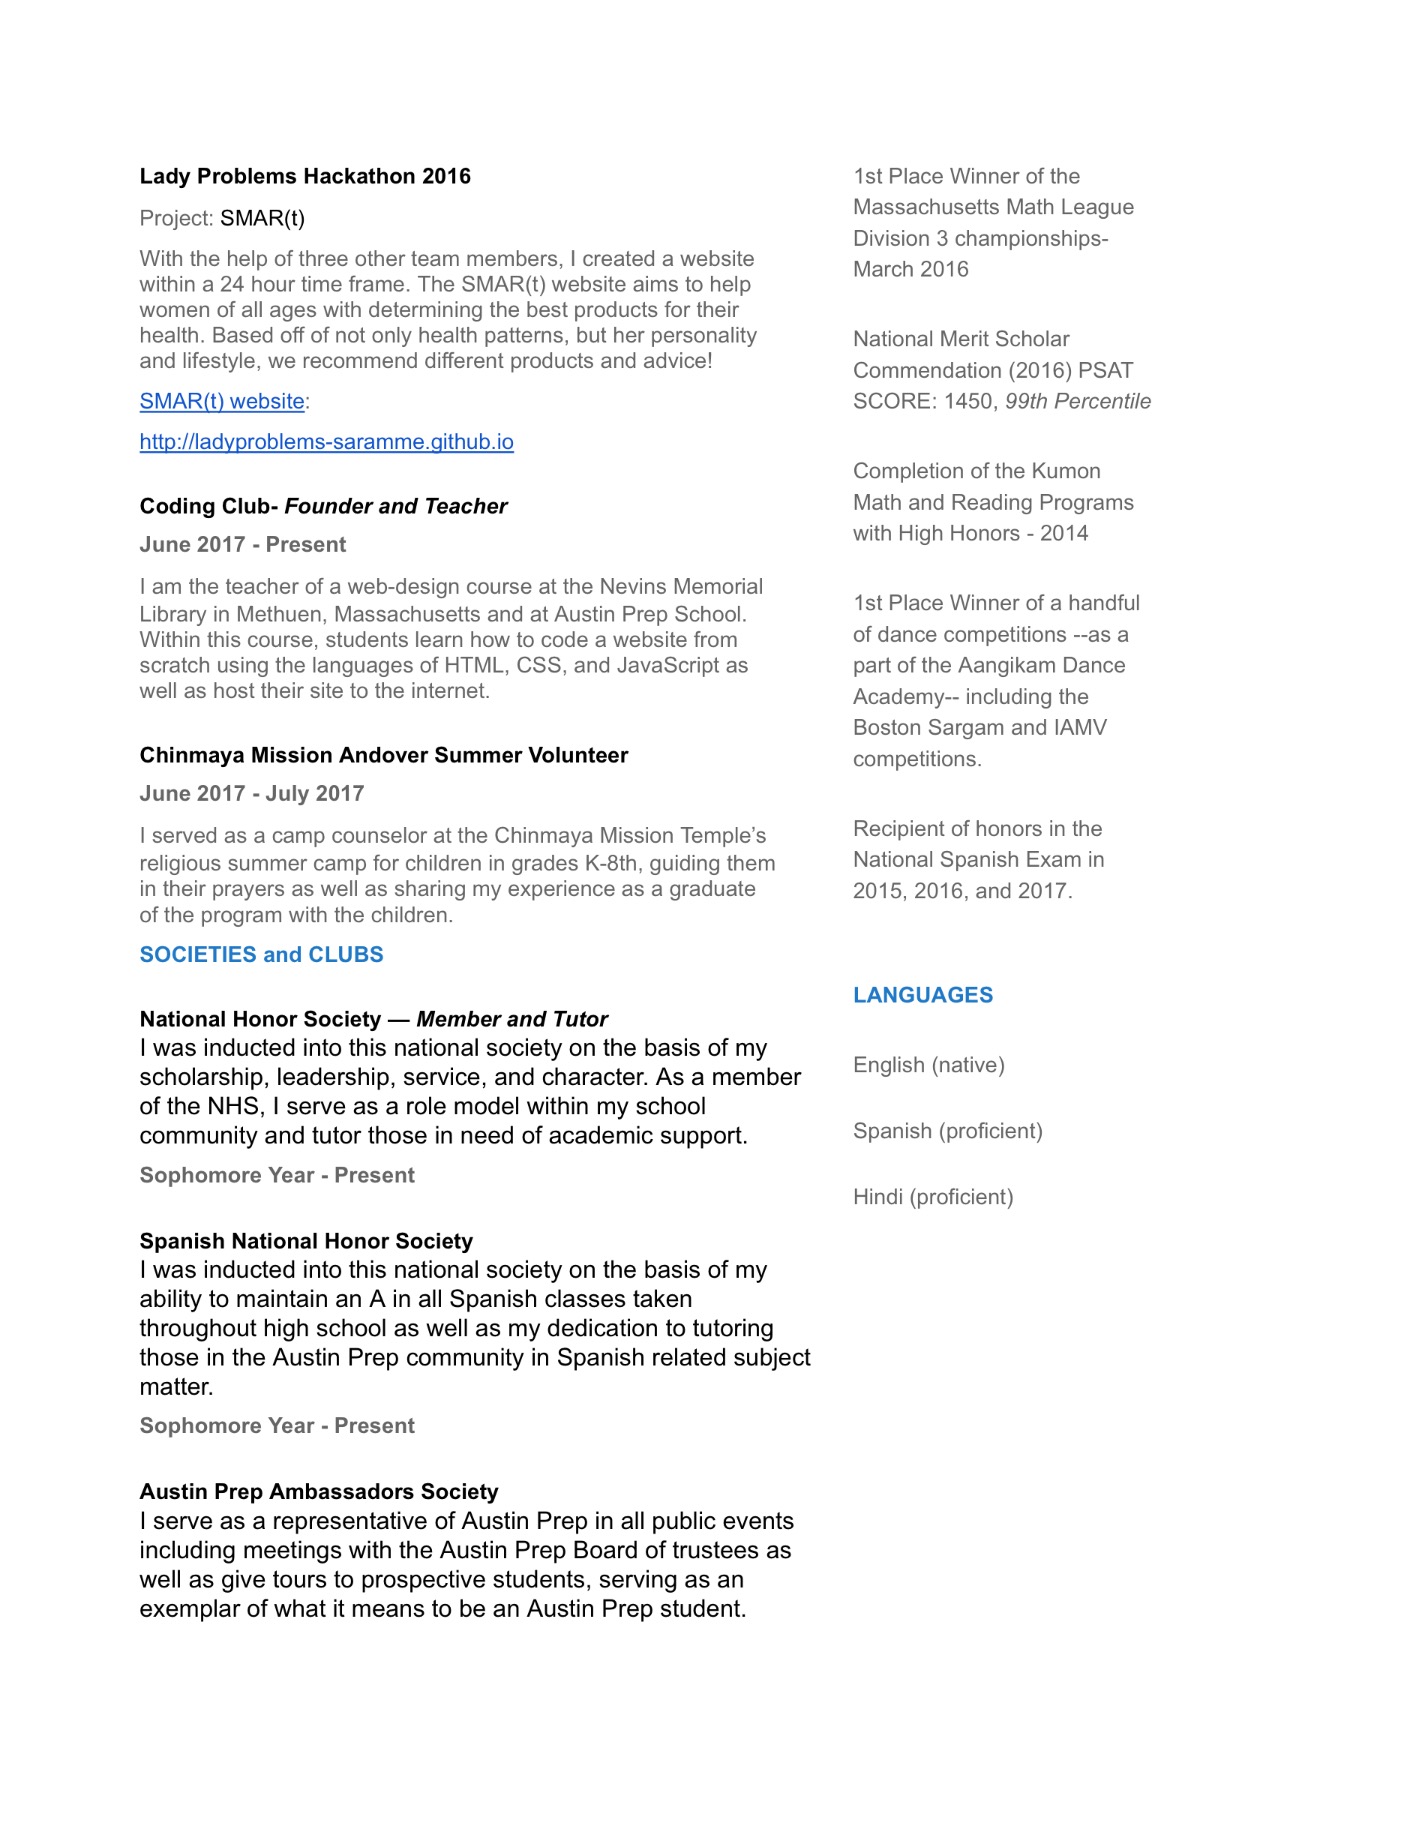 Lady Problems Hackathon 2016
Project: SMAR(t)
With the help of three other team members, I created a website
within a 24 hour time frame. The SMAR(t) website aims to help
women of all ages with determining the best products for their
health. Based off of not only health patterns, but her personality
and lifestyle, we recommend different products and advice!
SMAR(t) website:
http://ladyproblems-saramme.github.io
Coding Club- Founder and Teacher
June 2017 - Present
I am the teacher of a web-design course at the Nevins Memorial
Library in Methuen, Massachusetts and at Austin Prep School.
Within this course, students learn how to code a website from
scratch using the languages of HTML, CSS, and JavaScript as
well as host their site to the internet.
Chinmaya Mission Andover Summer Volunteer
June 2017 - July 2017
I served as a camp counselor at the Chinmaya Mission Temple’s
religious summer camp for children in grades K-8th, guiding them
in their prayers as well as sharing my experience as a graduate
of the program with the children.
SOCIETIES and CLUBS
National Honor Society — Member and Tutor
I was inducted into this national society on the basis of my
scholarship, leadership, service, and character. As a member
of the NHS, I serve as a role model within my school
community and tutor those in need of academic support.
Sophomore Year - Present
Spanish National Honor Society
I was inducted into this national society on the basis of my
ability to maintain an A in all Spanish classes taken
throughout high school as well as my dedication to tutoring
those in the Austin Prep community in Spanish related subject
matter.
Sophomore Year - Present
Austin Prep Ambassadors Society
I serve as a representative of Austin Prep in all public events
including meetings with the Austin Prep Board of trustees as
well as give tours to prospective students, serving as an
exemplar of what it means to be an Austin Prep student.
1st Place Winner of the
Massachusetts Math League
Division 3 championships-
March 2016
National Merit Scholar
Commendation (2016) PSAT
SCORE: 1450, 99th Percentile
Completion of the Kumon
Math and Reading Programs
with High Honors - 2014
1st Place Winner of a handful
of dance competitions --as a
part of the Aangikam Dance
Academy-- including the
Boston Sargam and IAMV
competitions.
Recipient of honors in the
National Spanish Exam in
2015, 2016, and 2017.
LANGUAGES
English (native)
Spanish (proficient)
Hindi (proficient)